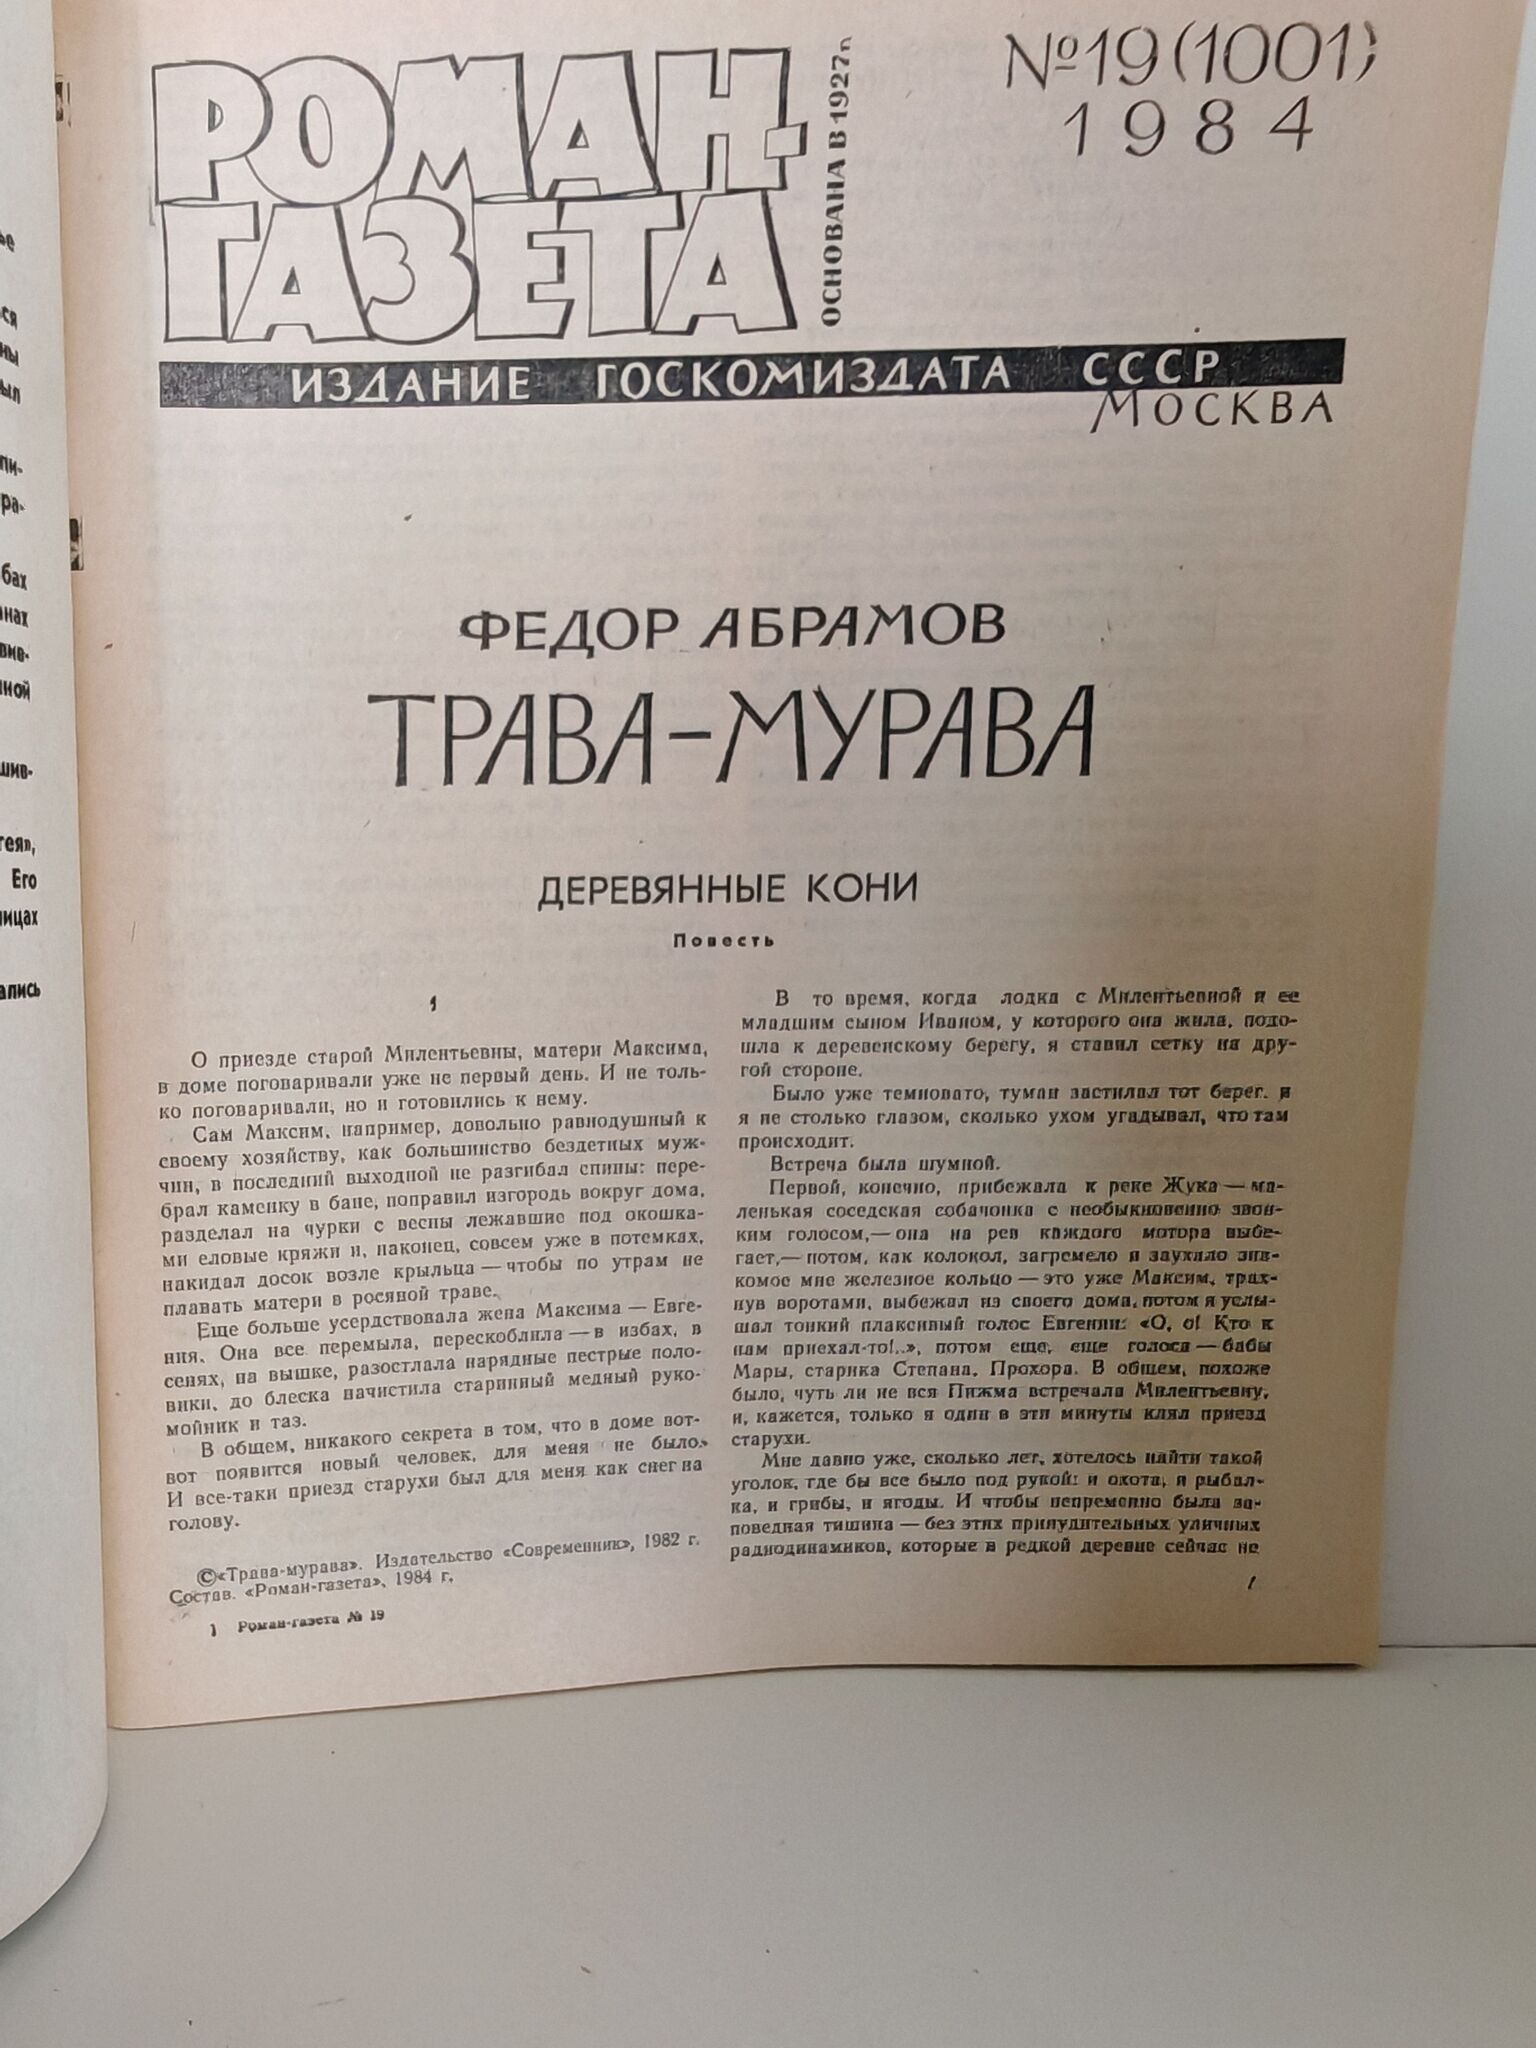 РОМАН-
ГАЗЕТА
ОСНОВАНА В 1927 г.
№19 (1001)
1984
ИЗДАНИЕ ГОСКОМИЗДАТА СССР
МОСКВА
ФЕДОР АБРАМОВ
ТРАВА-МУРАВА
ДЕРЕВЯННЫЕ КОНИ
Повесть
1
О приезде старой Милентьевны, матери Максима,
в доме поговаривали уже не первый день. И не толь-
ко поговаривали, но и готовились к нему.
Сам Максим, например, довольно равнодушный к
своему хозяйству, как большинство бездетных муж-
чин, в последний выходной не разгибал спины: пере-
брал каменку в бане, поправил изгородь вокруг дома,
разделал на чурки с весны лежавшие под окошка-
ми еловые кряжи и, наконец, совсем уже в потемках,
накидал досок возле крыльца — чтобы по утрам не
плавать матери в росяной траве.
Еще больше усердствовала жена Максима — Евге-
ния. Она все перемыла, перескоблила — в избах, в
сенях, на вышке, разостлала нарядные пестрые поло-
вики, до блеска начистила старинный медный руко-
мойник и таз.
В общем, никакого секрета в том, что в доме вот-
вот появится новый человек, для меня не было.
И все-таки приезд старухи был для меня как снег на
голову.
©«Трава-мурава». Издательство «Современник», 1982 г.
Состав. «Роман-газета», 1984 г.
1 Роман-газета № 19
В то время, когда лодка с Милентьевной и ее
младшим сыном Иваном, у которого она жила, подо-
шла к деревенскому берегу, я ставил сетку на дру-
гой стороне.
Было уже темновато, туман застилал тот берег, и
я не столько глазом, сколько ухом угадывал, что там
происходит.
Встреча была шумной.
Первой, конечно, прибежала к реке Жука — ма-
ленькая соседская собачонка с необыкновенно звон-
ким голосом,— она на рев каждого мотора выбе-
гает,— потом, как колокол, загремело и заухало зна-
комое мне железное кольцо — это уже Максим, трах-
нув воротами, выбежал из своего дома, потом я услы-
шал тонкий плаксивый голос Евгении: «О, о! Кто к
нам приехал-то!..», потом еще, еще голоса — бабы
Мары, старика Степана, Прохора. В общем, похоже
было, чуть ли не вся Пижма встречала Милентьевну,
и, кажется, только я один в эти минуты клял приезд
старухи.
Мне давно уже, сколько лет, хотелось найти такой
уголок, где бы все было под рукой: и охота, и рыбал-
ка, и грибы, и ягоды. И чтобы непременно была за-
поведная тишина — без этих принудительных уличных
радиодинамиков, которые в редкой деревне сейчас не
1
ье
ся
ны
ыл
пи-
ра-
бах
нах
вив-
ной
шив-
гея»,
Его
ницах
ались